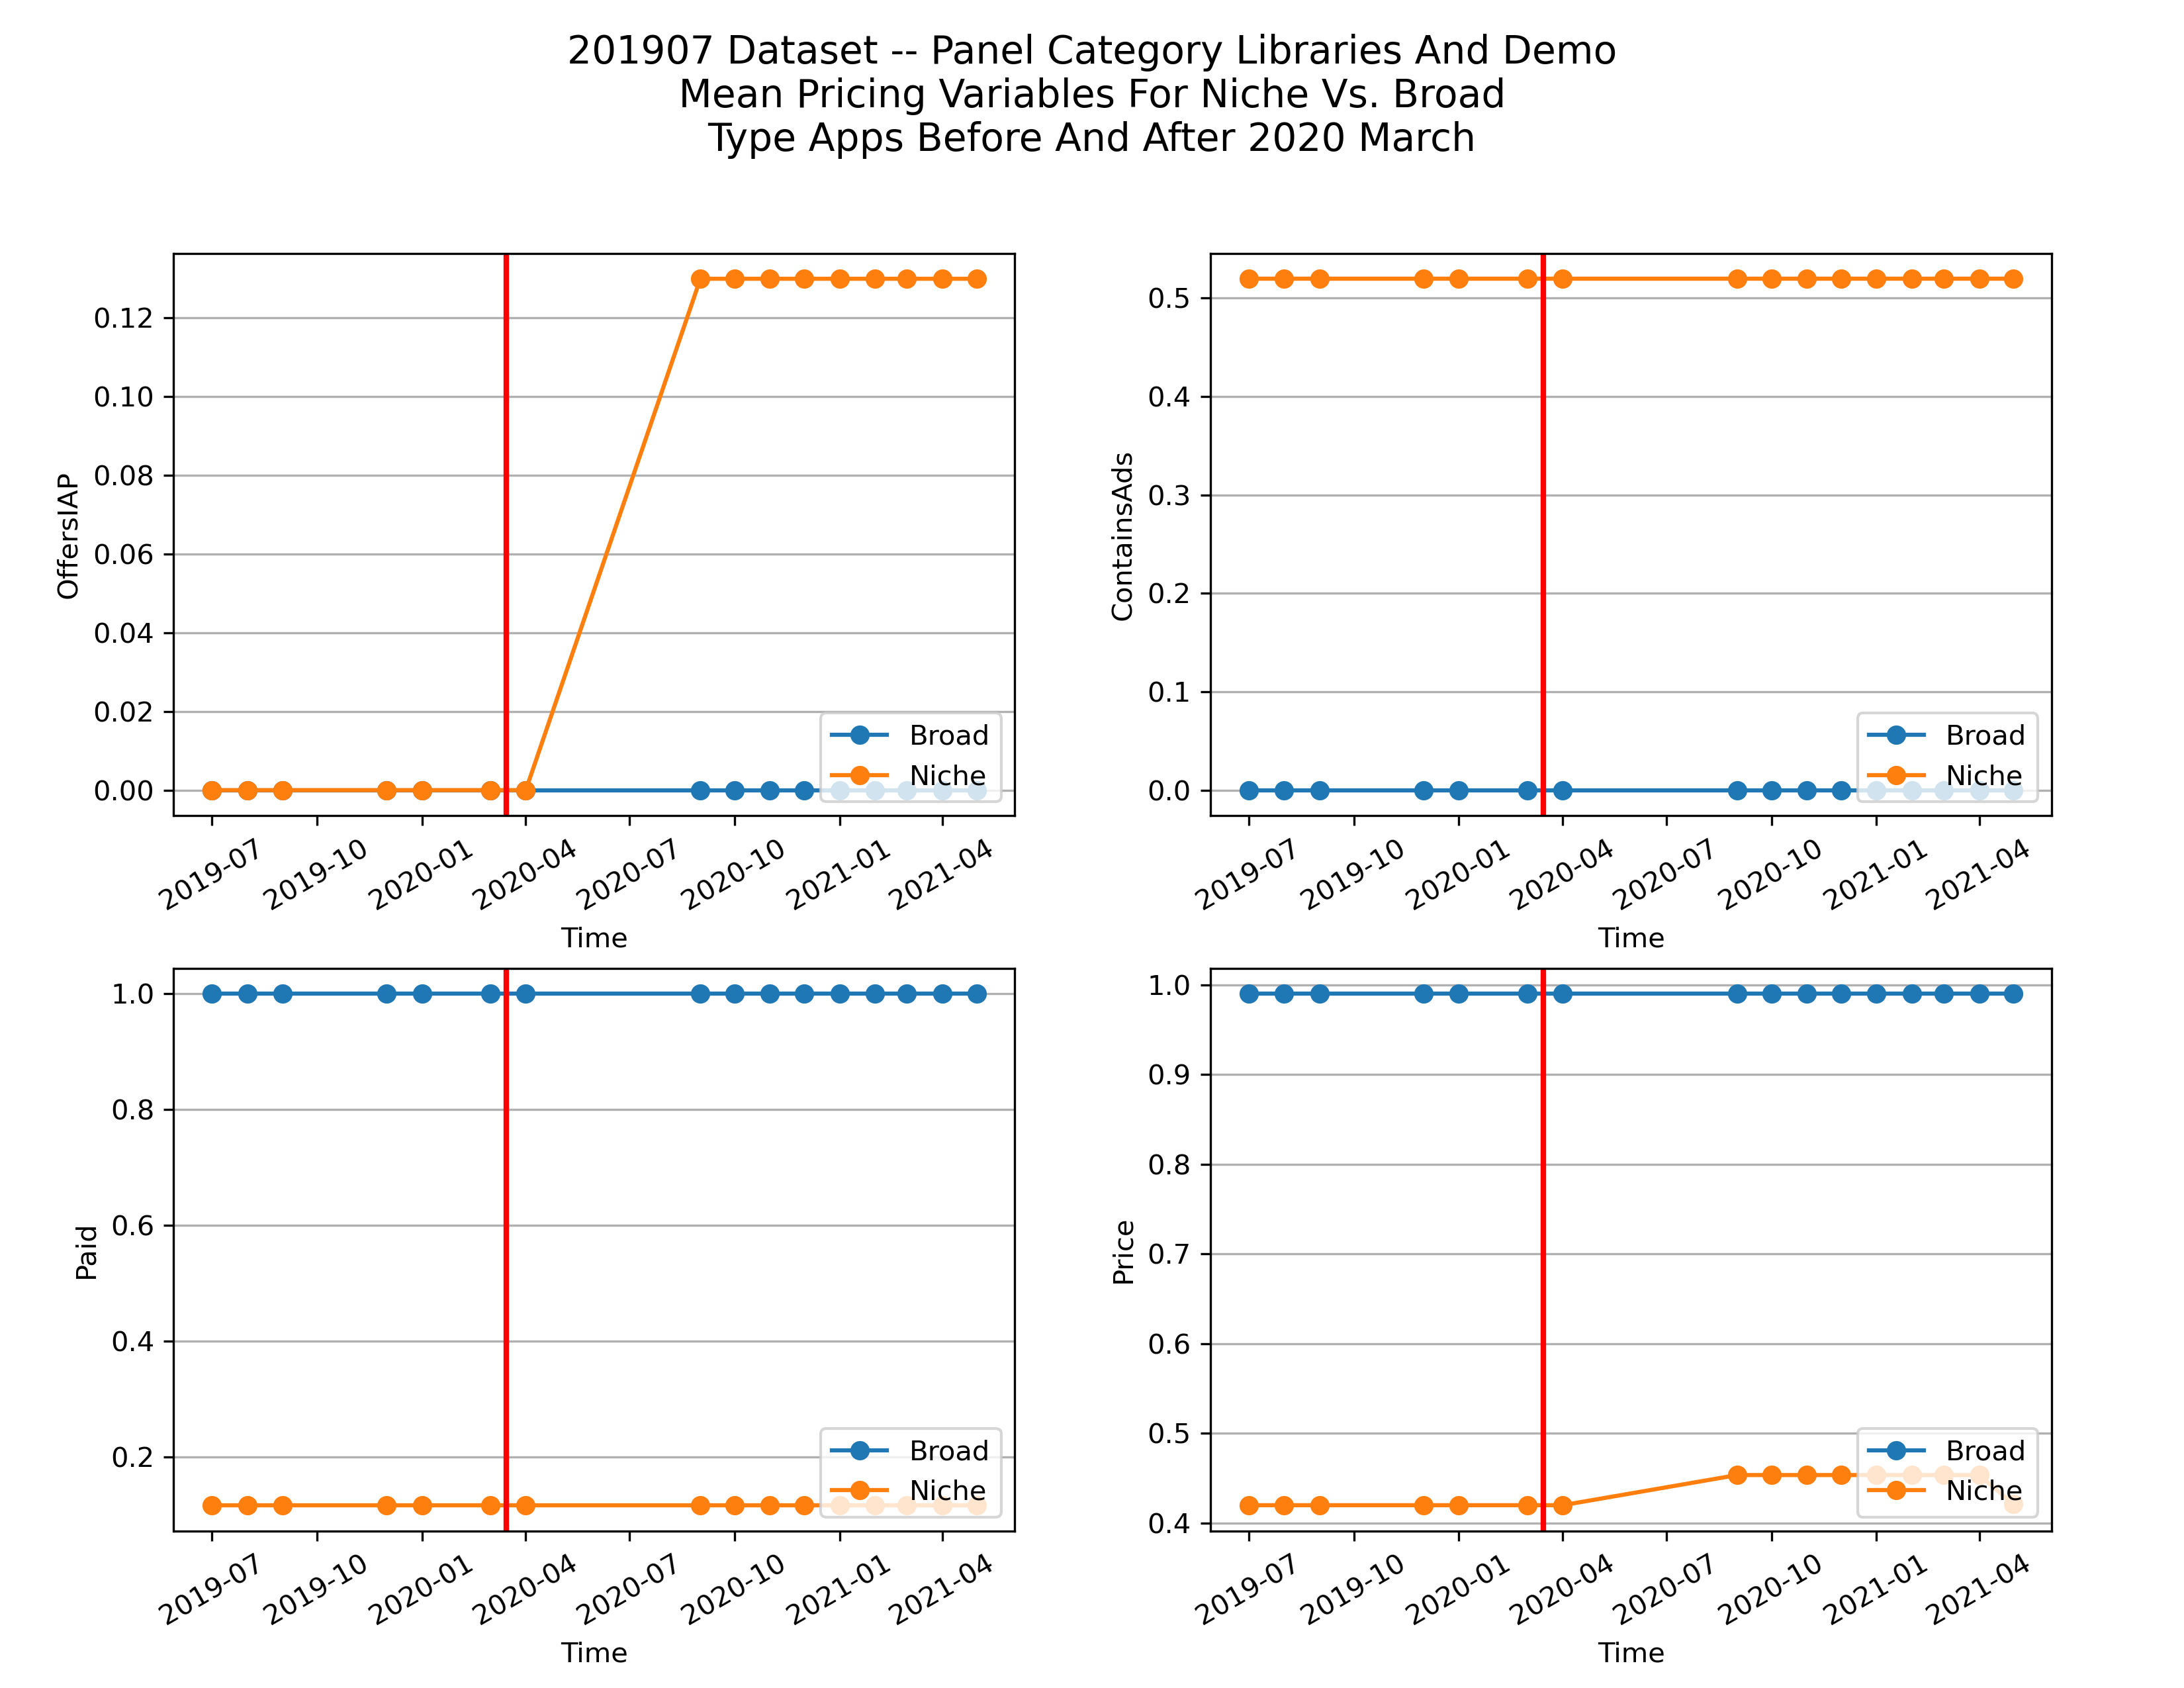 201907 Dataset -- Panel Category Libraries And Demo
Mean Pricing Variables For Niche Vs. Broad
Type Apps Before And After 2020 March
OffersIAP
0.12
0.10
0.08
0.06
0.04
0.02
0.00
Broad
Niche
2019-07 2019-10 2020-01 2020-04 2020-07 2020-10 2021-01 2021-04
Time
ContainsAds
0.5
0.4
0.3
0.2
0.1
0.0
Broad
Niche
2019-07 2019-10 2020-01 2020-04 2020-07 2020-10 2021-01 2021-04
Time
Paid
1.0
0.8
0.6
0.4
0.2
Broad
Niche
2019-07 2019-10 2020-01 2020-04 2020-07 2020-10 2021-01 2021-04
Time
Price
1.0
0.9
0.8
0.7
0.6
0.5
0.4
Broad
Niche
2019-07 2019-10 2020-01 2020-04 2020-07 2020-10 2021-01 2021-04
Time